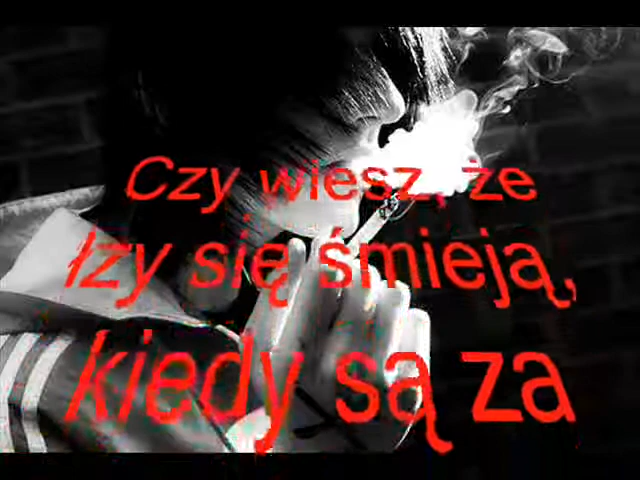 Czy wiesz, że
łzy się śmieją,
kiedy są za